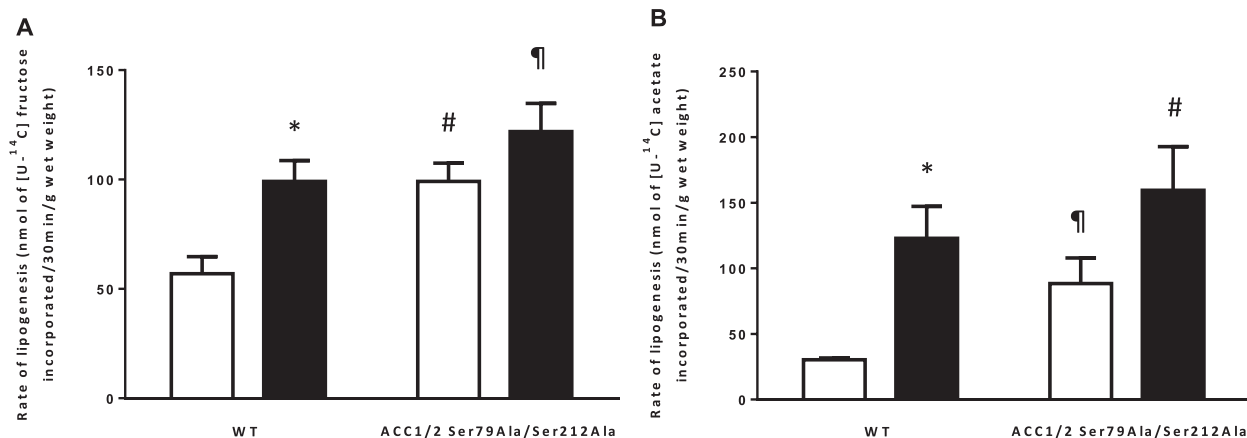 A
Rate of lipogenesis (nmol of [U-¹⁴C] fructose
incorporated/30min/g wet weight)
150
100
50
0
*
#
¶
WT
ACC1/2 Ser79Ala/Ser212Ala
B
Rate of lipogenesis (nmol of [U-¹⁴C] acetate
incorporated/30min/g wet weight)
250
200
150
100
50
0
*
¶
#
WT
ACC1/2 Ser79Ala/Ser212Ala